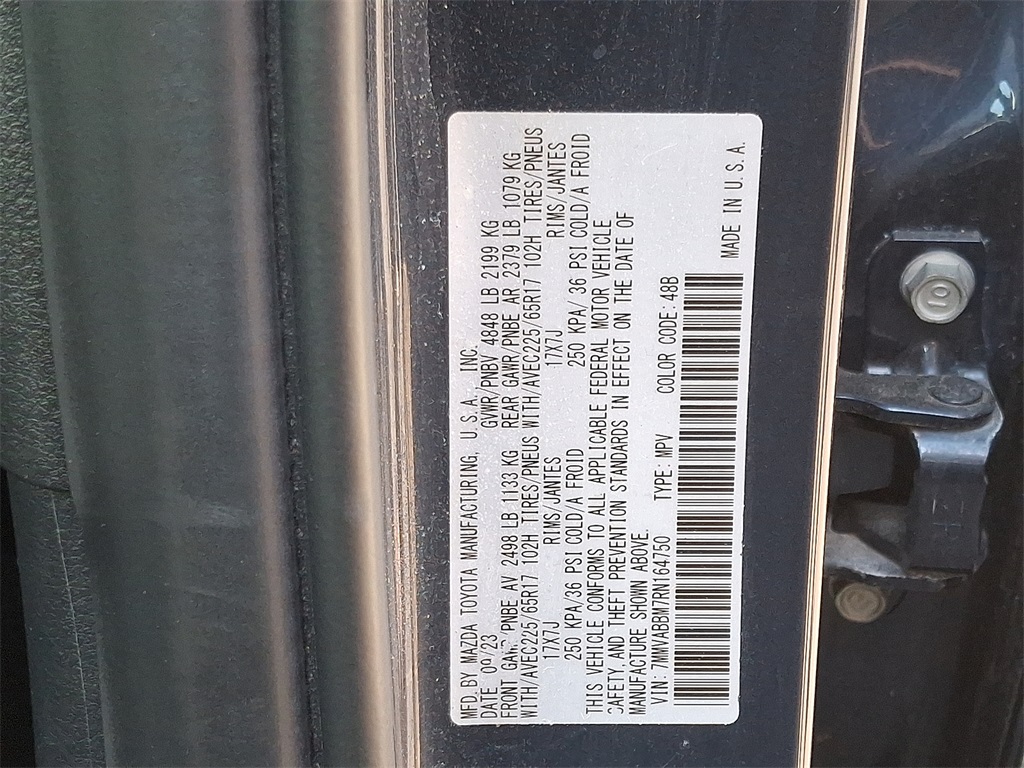 MFD. BY MAZDA TOYOTA MANUFACTURING, U.S.A., INC.
DATE 09/23 GVWR/PNBV 4848 LB 2199 KG
FRONT GAWR/PNBE AV 2498 LB 1133 KG REAR GAWR/PNBE AR 2379 LB 1079 KG
WITH/AVEC225/65R17 102H TIRES/PNEUS WITH/AVEC225/65R17 102H TIRES/PNEUS
17X7J RIMS/JANTES 17X7J RIMS/JANTES
250 KPA/36 PSI COLD/A FROID 250 KPA/ 36 PSI COLD/A FROID
THIS VEHICLE CONFORMS TO ALL APPLICABLE FEDERAL MOTOR VEHICLE
SAFETY, AND THEFT PREVENTION STANDARDS IN EFFECT ON THE DATE OF
MANUFACTURE SHOWN ABOVE.
VIN: 7MMVABBM7RN164750 TYPE: MPV COLOR CODE: 48B
MADE IN U.S.A.
10